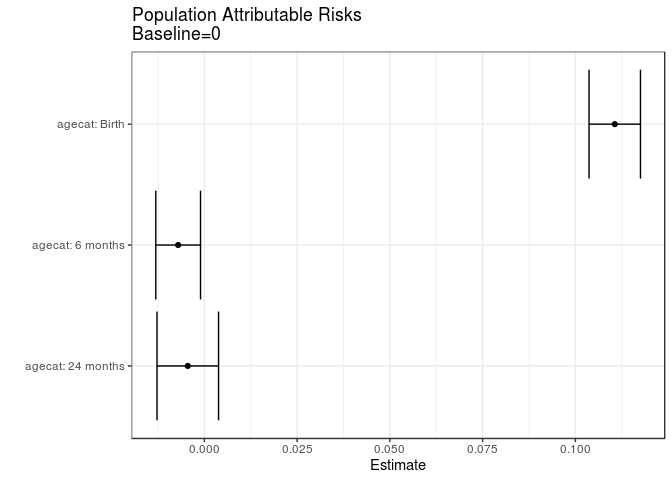 Population Attributable Risks
Baseline=0
agecat: Birth
agecat: 6 months
agecat: 24 months
0.000 0.025 0.050 0.075 0.100
Estimate